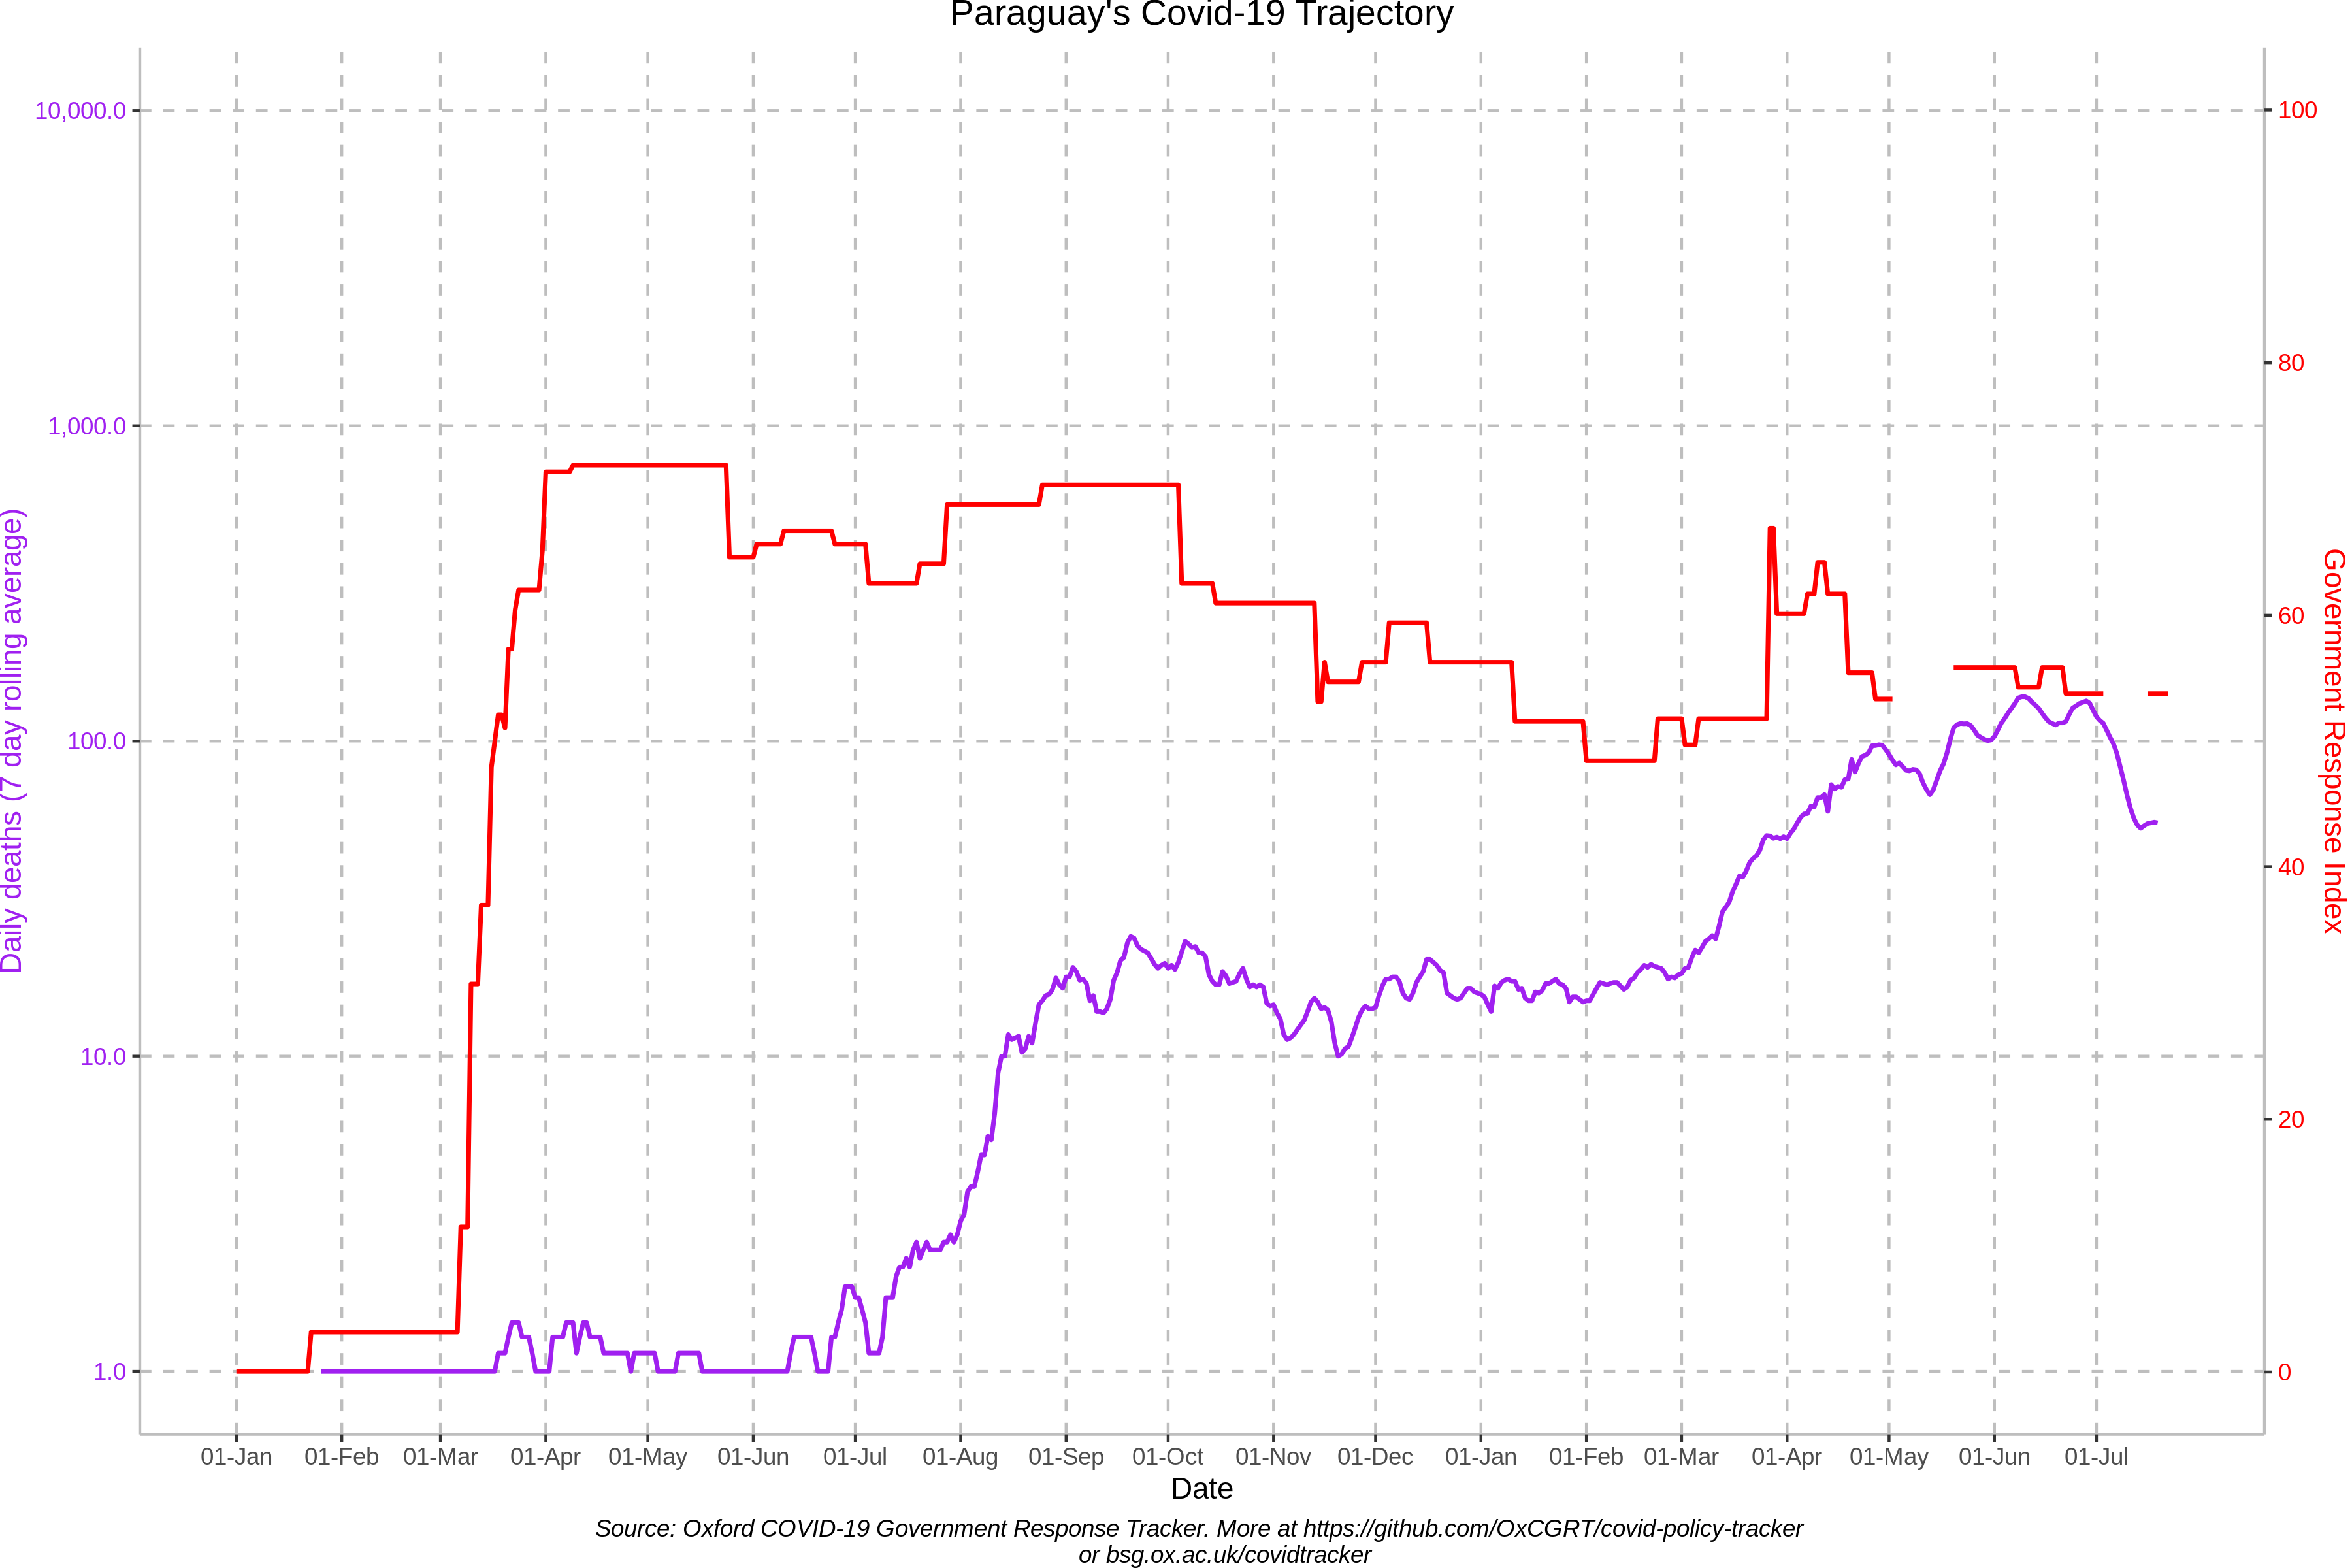 Paraguay's Covid-19 Trajectory
10,000.0
1,000.0
100.0
10.0
1.0
Daily deaths (7 day rolling average)
100
80
60
40
20
0
Government Response Index
01-Jan 01-Feb 01-Mar 01-Apr 01-May 01-Jun 01-Jul 01-Aug 01-Sep 01-Oct 01-Nov 01-Dec 01-Jan 01-Feb 01-Mar 01-Apr 01-May 01-Jun 01-Jul
Date
Source: Oxford COVID-19 Government Response Tracker. More at https://github.com/OxCGRT/covid-policy-tracker
or bsg.ox.ac.uk/covidtracker